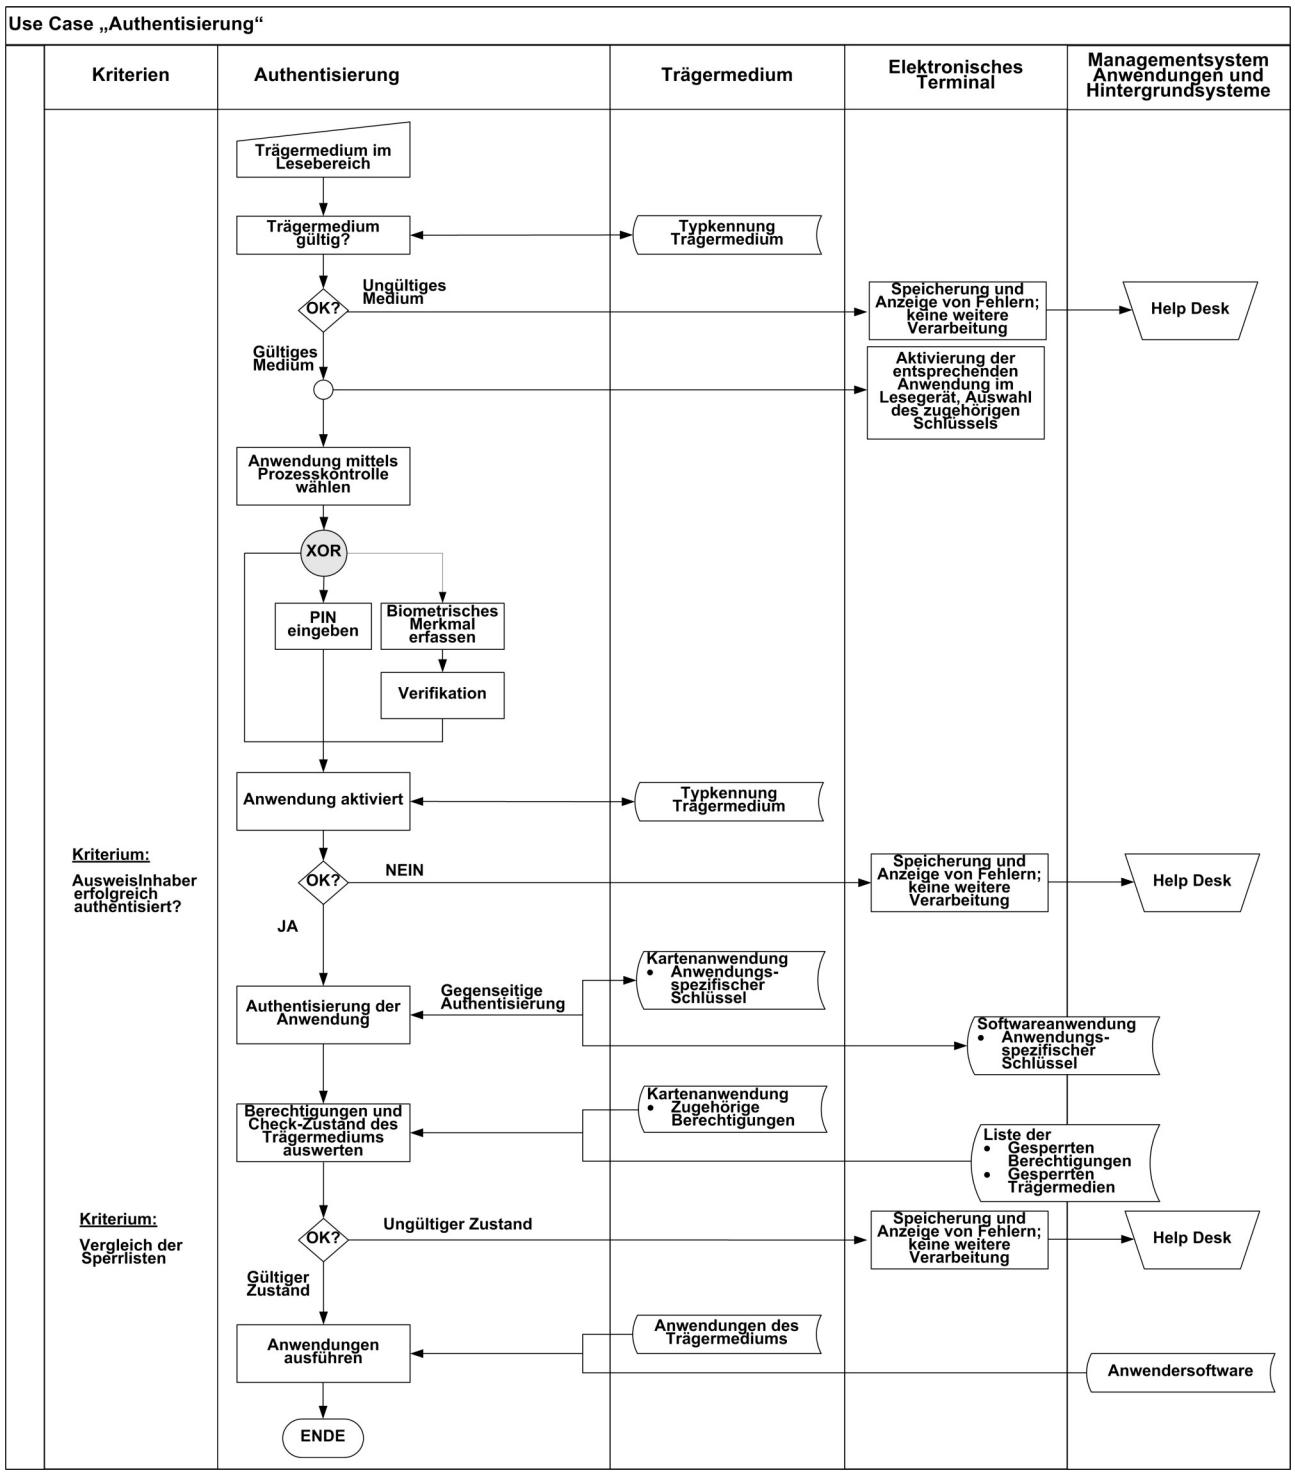 Use Case „Authentisierung“
Kriterien
Authentisierung
Trägermedium
Elektronisches
Terminal
Managementsystem
Anwendungen und
Hintergrundsysteme
Trägermedium im
Lesebereich
Trägermedium
gültig?
Typkennung
Trägermedium
OK?
Ungültiges
Medium
Speicherung und
Anzeige von Fehlern;
keine weitere
Verarbeitung
Help Desk
Gültiges
Medium
Aktivierung der
entsprechenden
Anwendung im
Lesegerät, Auswahl
des zugehörigen
Schlüssels
Anwendung mittels
Prozesskontrolle
wählen
XOR
PIN
eingeben
Biometrisches
Merkmal
erfassen
Verifikation
Anwendung aktiviert
Typkennung
Trägermedium
Kriterium:
AusweisInhaber
erfolgreich
authentisiert?
OK?
NEIN
Speicherung und
Anzeige von Fehlern;
keine weitere
Verarbeitung
Help Desk
JA
Authentisierung der
Anwendung
Gegenseitige
Authentisierung
Kartenanwendung
• Anwendungs-
spezifischer
Schlüssel
Softwareanwendung
• Anwendungs-
spezifischer
Schlüssel
Berechtigungen und
Check-Zustand des
Trägermediums
auswerten
Kartenanwendung
• Zugehörige
Berechtigungen
Liste der
• Gesperrten
Berechtigungen
• Gesperrten
Trägermedien
Kriterium:
Vergleich der
Sperrlisten
OK?
Ungültiger Zustand
Speicherung und
Anzeige von Fehlern;
keine weitere
Verarbeitung
Help Desk
Gültiger
Zustand
Anwendungen
ausführen
Anwendungen des
Trägermediums
Anwendersoftware
ENDE